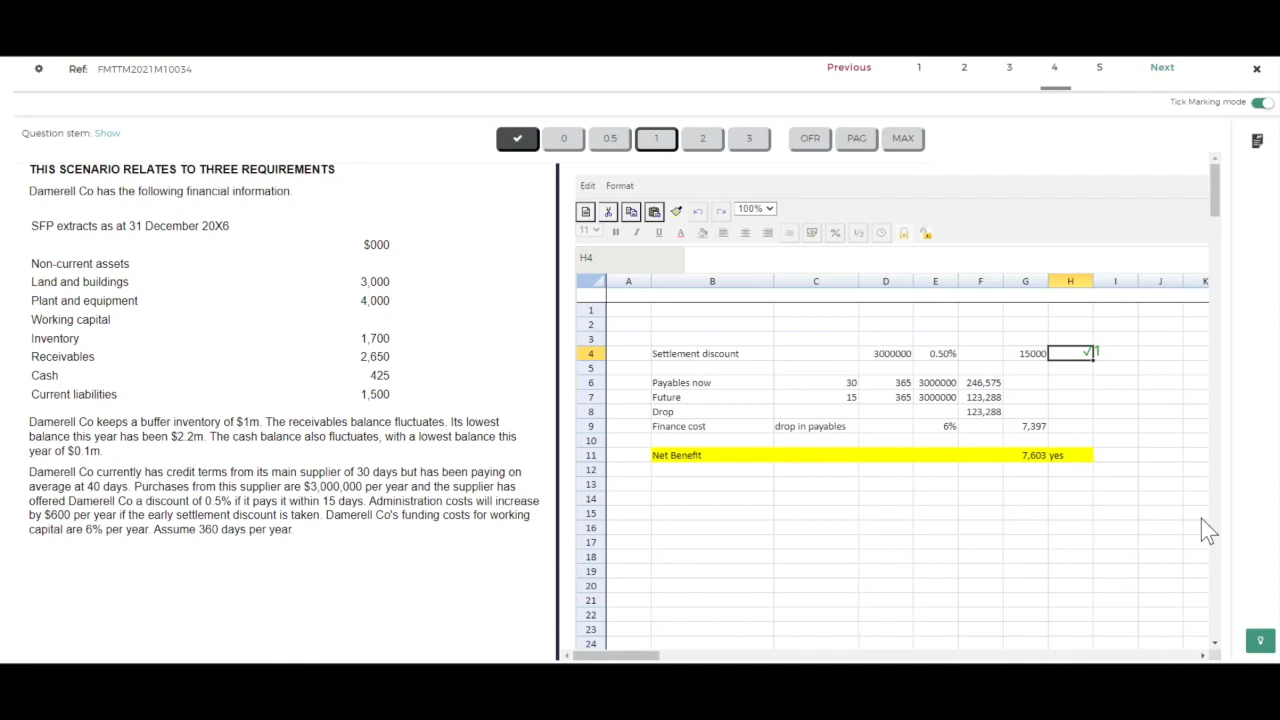 Ref: FMTTM2021M10034
Previous 1 2 3 4 5 Next
Tick Marking mode
Question stem. Show
0 0.5 1 2 3 OFR PAG MAX
THIS SCENARIO RELATES TO THREE REQUIREMENTS
Damerell Co has the following financial information.
SFP extracts as at 31 December 20X6
$000
Non-current assets
Land and buildings 3,000
Plant and equipment 4,000
Working capital
Inventory 1,700
Receivables 2,650
Cash 425
Current liabilities 1,500
Damerell Co keeps a buffer inventory of $1m. The receivables balance fluctuates. Its lowest
balance this year has been $2.2m. The cash balance also fluctuates, with a lowest balance this
year of $0.1m.
Damerell Co currently has credit terms from its main supplier of 30 days but has been paying on
average at 40 days. Purchases from this supplier are $3,000,000 per year and the supplier has
offered Damerell Co a discount of 0.5% if it pays it within 15 days. Administration costs will increase
by $600 per year if the early settlement discount is taken. Damerell Co's funding costs for working
capital are 6% per year. Assume 360 days per year.
Edit Format
100%
11 B I U A .00 % ½
H4
A B C D E F G H I J K
1
2
3
4 Settlement discount 3000000 0.50% 15000 √1
5
6 Payables now 30 365 3000000 246,575
7 Future 15 365 3000000 123,288
8 Drop 123,288
9 Finance cost drop in payables 6% 7,397
10
11 Net Benefit 7,603 yes
12
13
14
15
16
17
18
19
20
21
22
23
24